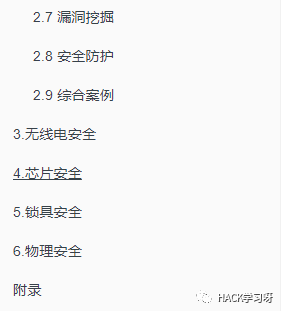 2.7 漏洞挖掘
2.8 安全防护
2.9 综合案例
3.无线电安全
4.芯片安全
5.锁具安全
6.物理安全
附录
HACK学习呀